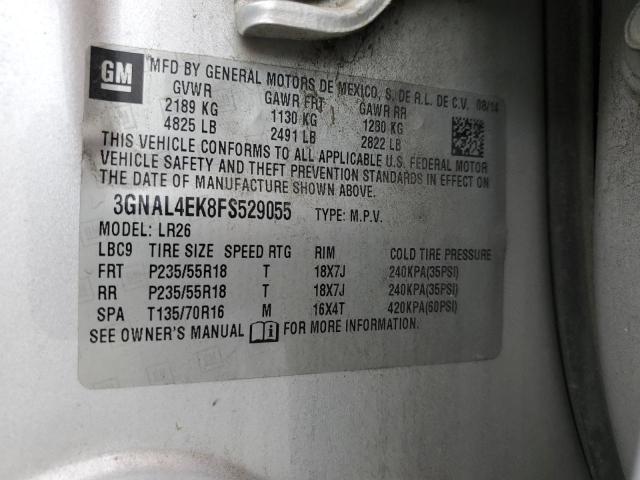 GM MFD BY GENERAL MOTORS DE MEXICO, S. DE R.L. DE C.V. 08/14
GVWR GAWR FRT GAWR RR
2189 KG 1130 KG 1280 KG
4825 LB 2491 LB 2822 LB
THIS VEHICLE CONFORMS TO ALL APPLICABLE U.S. FEDERAL MOTOR
VEHICLE SAFETY AND THEFT PREVENTION STANDARDS IN EFFECT ON
DATE OF MANUFACTURE SHOWN ABOVE.
3GNAL4EK8FS529055 TYPE: M.P.V.
MODEL: LR26
LBC9 TIRE SIZE SPEED RTG RIM COLD TIRE PRESSURE
FRT P235/55R18 T 18X7J 240KPA(35PSI)
RR P235/55R18 T 18X7J 240KPA(35PSI)
SPA T135/70R16 M 16X4T 420KPA(60PSI)
SEE OWNER'S MANUAL FOR MORE INFORMATION.